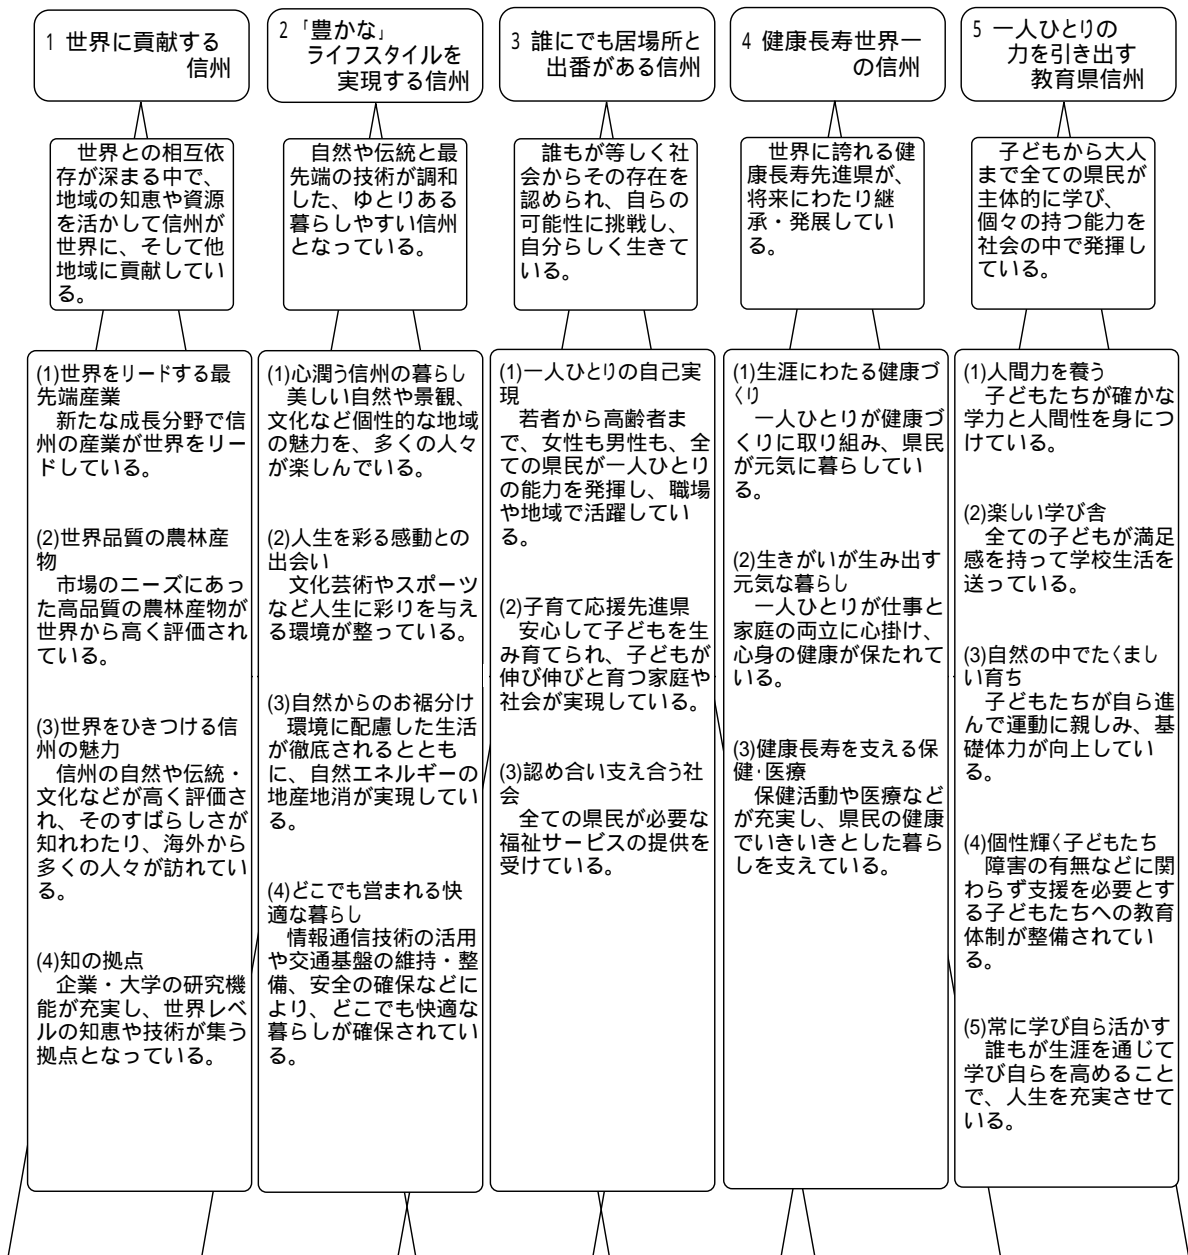 1 世界に貢献する
信州
世界との相互依
存が深まる中で、
地域の知恵や資源
を活かして信州が
世界に、そして他
地域に貢献してい
る。
(1)世界をリードする最
先端産業
新たな成長分野で信
州の産業が世界をリー
ドしている。
(2)世界品質の農林産
物
市場のニーズにあっ
た高品質の農林産物が
世界から高く評価され
ている。
(3)世界をひきつける信
州の魅力
信州の自然や伝統・
文化などが高く評価さ
れ、そのすばらしさが
知れわたり、海外から
多くの人々が訪れてい
る。
(4)知の拠点
企業・大学の研究機
能が充実し、世界レベ
ルの知恵や技術が集う
拠点となっている。
2 「豊かな」
ライフスタイルを
実現する信州
自然や伝統と最
先端の技術が調和
した、ゆとりある
暮らしやすい信州
となっている。
(1)心潤う信州の暮らし
美しい自然や景観、
文化など個性的な地域
の魅力を、多くの人々
が楽しんでいる。
(2)人生を彩る感動との
出会い
文化芸術やスポーツ
など人生に彩りを与え
る環境が整っている。
(3)自然からのお裾分け
環境に配慮した生活
が徹底されるととも
に、自然エネルギーの
地産地消が実現してい
る。
(4)どこでも営まれる快
適な暮らし
情報通信技術の活用
や交通基盤の維持・整
備、安全の確保などに
より、どこでも快適な
暮らしが確保されてい
る。
3 誰にでも居場所と
出番がある信州
誰もが等しく社
会からその存在を
認められ、自らの
可能性に挑戦し、
自分らしく生きて
いる。
(1)一人ひとりの自己実
現
若者から高齢者ま
で、女性も男性も、全
ての県民が一人ひとり
の能力を発揮し、職場
や地域で活躍してい
る。
(2)子育て応援先進県
安心して子どもを生
み育てられ、子どもが
伸び伸びと育つ家庭や
社会が実現している。
(3)認め合い支え合う社
会
全ての県民が必要な
福祉サービスの提供を
受けている。
4 健康長寿世界一
の信州
世界に誇れる健
康長寿先進県が、
将来にわたり継
承・発展してい
る。
(1)生涯にわたる健康づ
くり
一人ひとりが健康づ
くりに取り組み、県民
が元気に暮らしてい
る。
(2)生きがいが生み出す
元気な暮らし
一人ひとりが仕事と
家庭の両立に心掛け、
心身の健康が保たれて
いる。
(3)健康長寿を支える保
健・医療
保健活動や医療など
が充実し、県民の健康
でいきいきとした暮ら
しを支えている。
5 一人ひとりの
力を引き出す
教育県信州
子どもから大人
まで全ての県民が
主体的に学び、
個々の持つ能力を
社会の中で発揮し
ている。
(1)人間力を養う
子どもたちが確かな
学力と人間性を身につ
けている。
(2)楽しい学び舎
全ての子どもが満足
感を持って学校生活を
送っている。
(3)自然の中でたくまし
い育ち
子どもたちが自ら進
んで運動に親しみ、基
礎体力が向上してい
る。
(4)個性輝く子どもたち
障害の有無などに関
わらず支援を必要とす
る子どもたちへの教育
体制が整備されてい
る。
(5)常に学び自ら活かす
誰もが生涯を通じて
学び自らを高めること
で、人生を充実させて
いる。